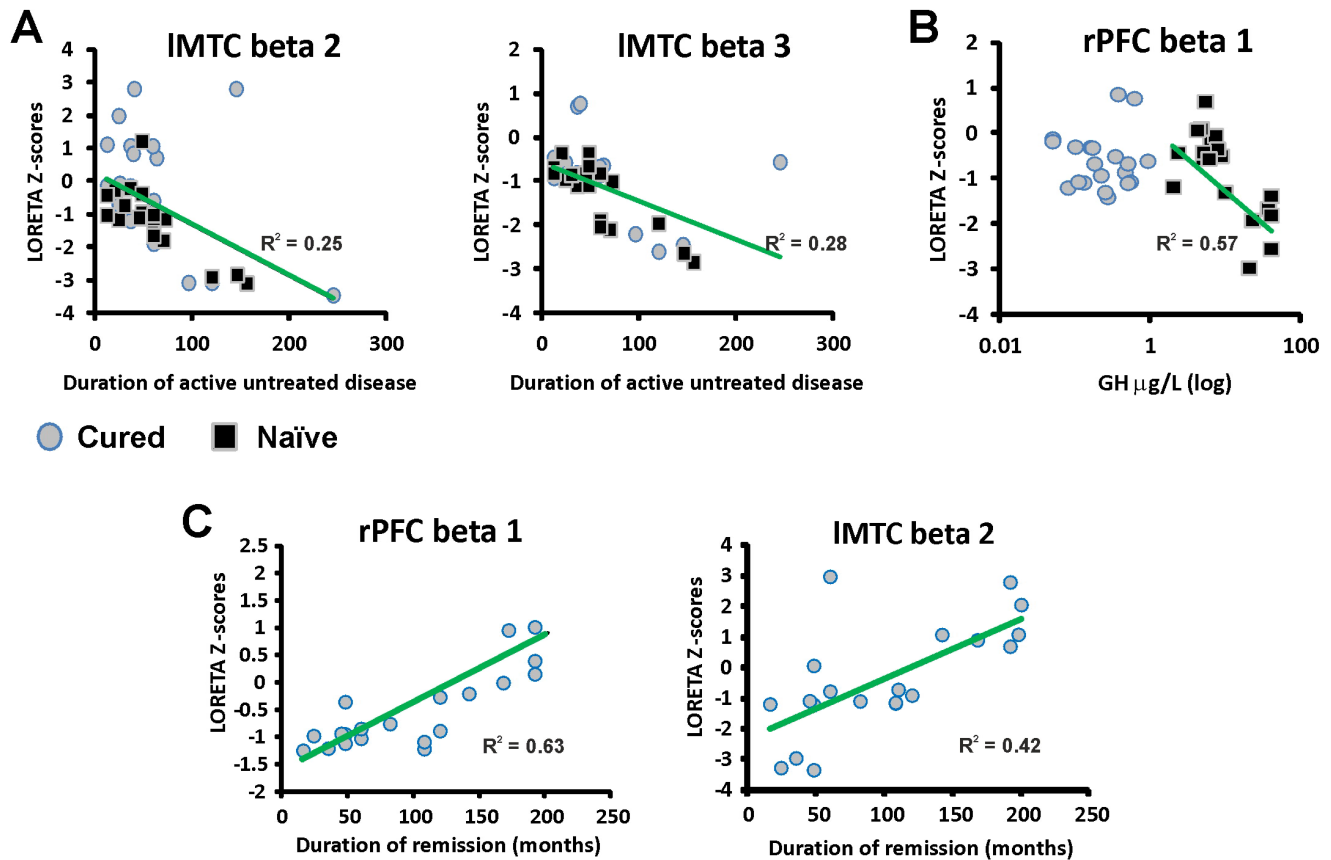 A
lMTC beta 2
LORETA Z-scores
4
3
2
1
0
-1
-2
-3
-4
R² = 0.25
0 100 200 300
Duration of active untreated disease
lMTC beta 3
LORETA Z-scores
2
1
0
-1
-2
-3
-4
R² = 0.28
0 100 200 300
Duration of active untreated disease
B
rPFC beta 1
LORETA Z-scores
2
1
0
-1
-2
-3
-4
R² = 0.57
0.01 1 100
GH µg/L (log)
Cured Naïve
C
rPFC beta 1
LORETA Z-scores
2.5
2
1.5
1
0.5
0
-0.5
-1
-1.5
-2
R² = 0.63
0 50 100 150 200 250
Duration of remission (months)
lMTC beta 2
LORETA Z-scores
4
3
2
1
0
-1
-2
-3
-4
R² = 0.42
0 50 100 150 200 250
Duration of remission (months)